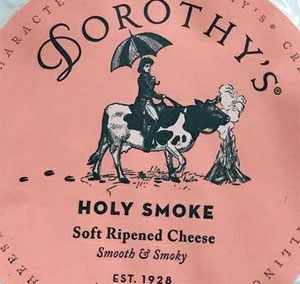 DOROTHY'S®
HOLY SMOKE
Soft Ripened Cheese
Smooth & Smoky
EST. 1928